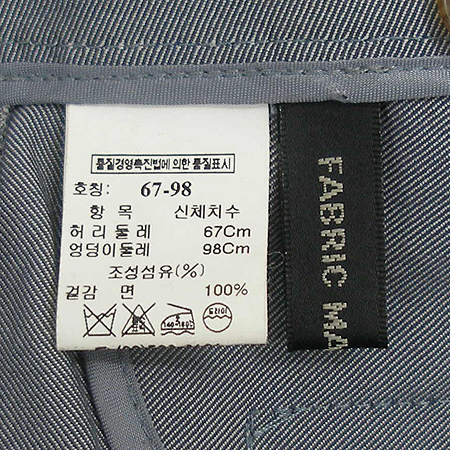 품질경영촉진법에 의한 품질표시
호칭: 67-98
항 목 신체치수
허리둘레 67Cm
엉덩이둘레 98Cm
조성섬유(%)
겉감 면 100%
드라이
FABRIC MA